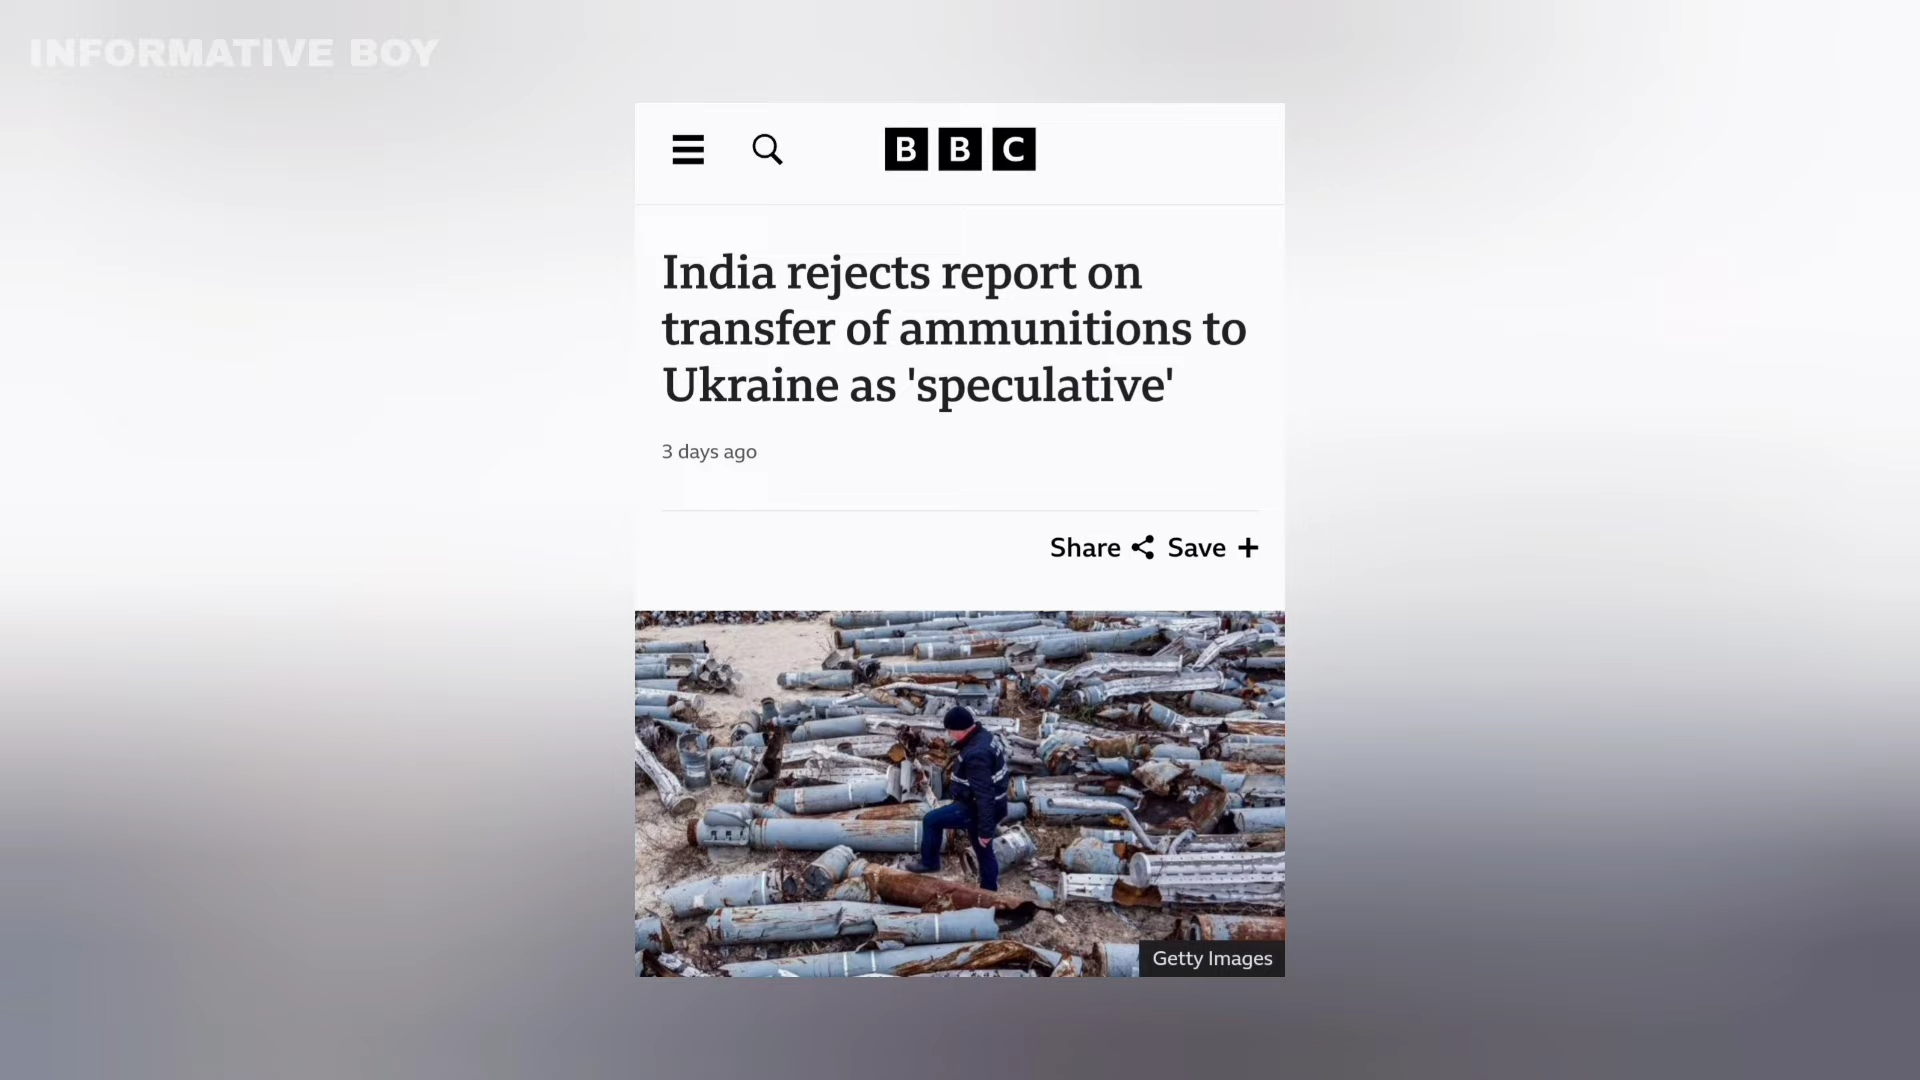 INFORMATIVE BOY
BBC
India rejects report on
transfer of ammunitions to
Ukraine as 'speculative'
3 days ago
Share Save
Getty Images